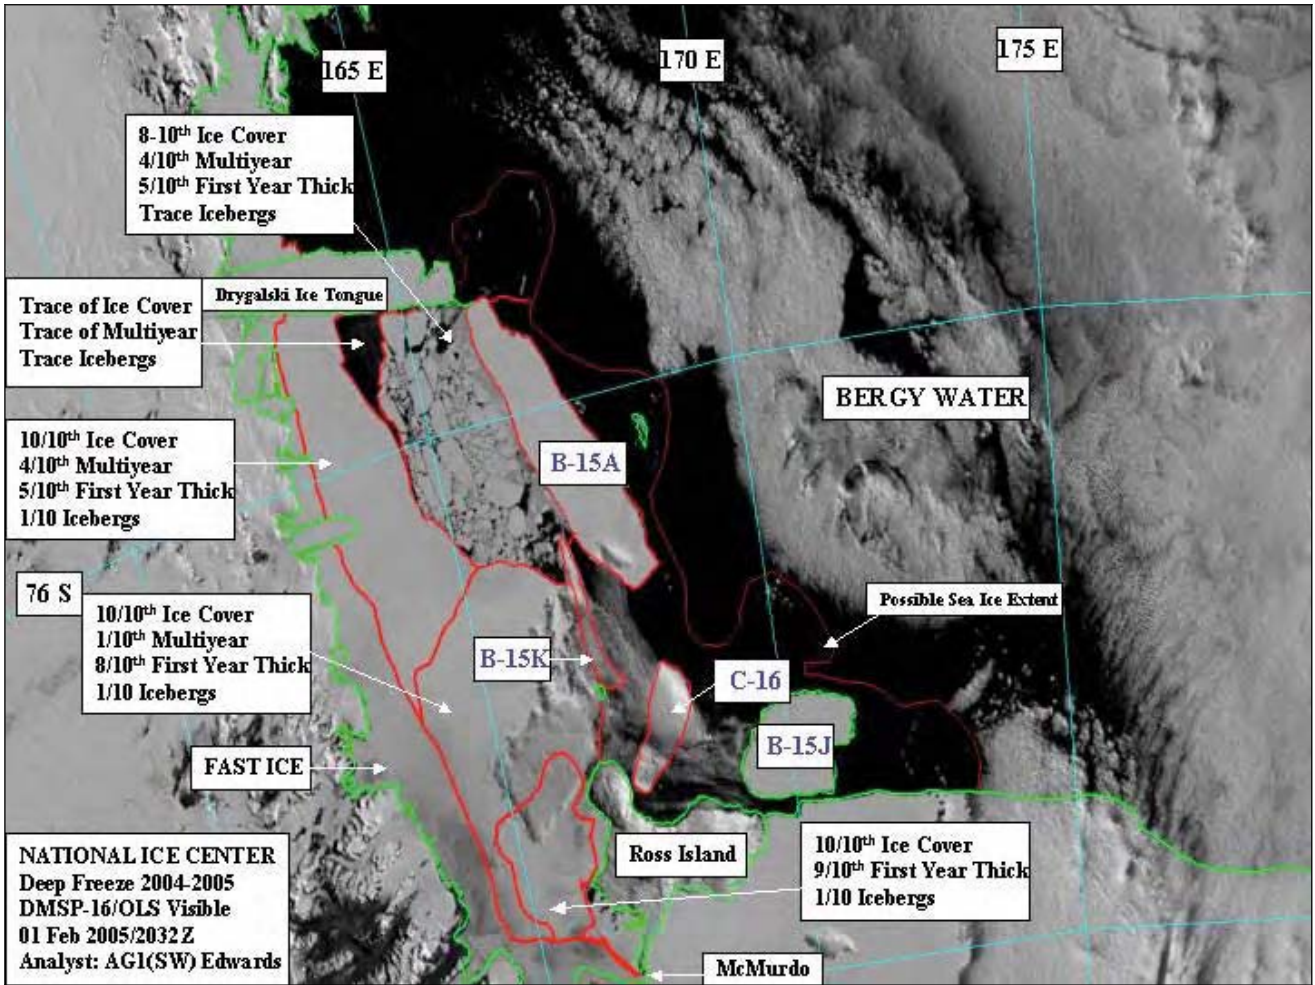 165 E
170 E
175 E
8-10th Ice Cover
4/10th Multiyear
5/10th First Year Thick
Trace Icebergs
Drygalski Ice Tongue
Trace of Ice Cover
Trace of Multiyear
Trace Icebergs
BERGY WATER
10/10th Ice Cover
4/10th Multiyear
5/10th First Year Thick
1/10 Icebergs
B-15A
76 S
10/10th Ice Cover
1/10th Multiyear
8/10th First Year Thick
1/10 Icebergs
Possible Sea Ice Extent
B-15K
C-16
B-15J
FAST ICE
Ross Island
10/10th Ice Cover
9/10th First Year Thick
1/10 Icebergs
NATIONAL ICE CENTER
Deep Freeze 2004-2005
DMSP-16/OLS Visible
01 Feb 2005/2032Z
Analyst: AG1(SW) Edwards
McMurdo